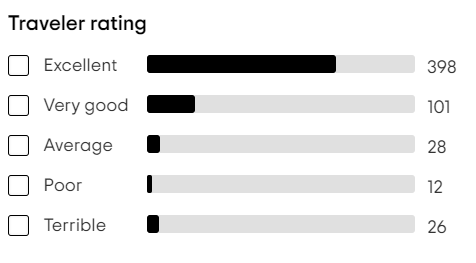 Traveler rating
Excellent 398
Very good 101
Average 28
Poor 12
Terrible 26